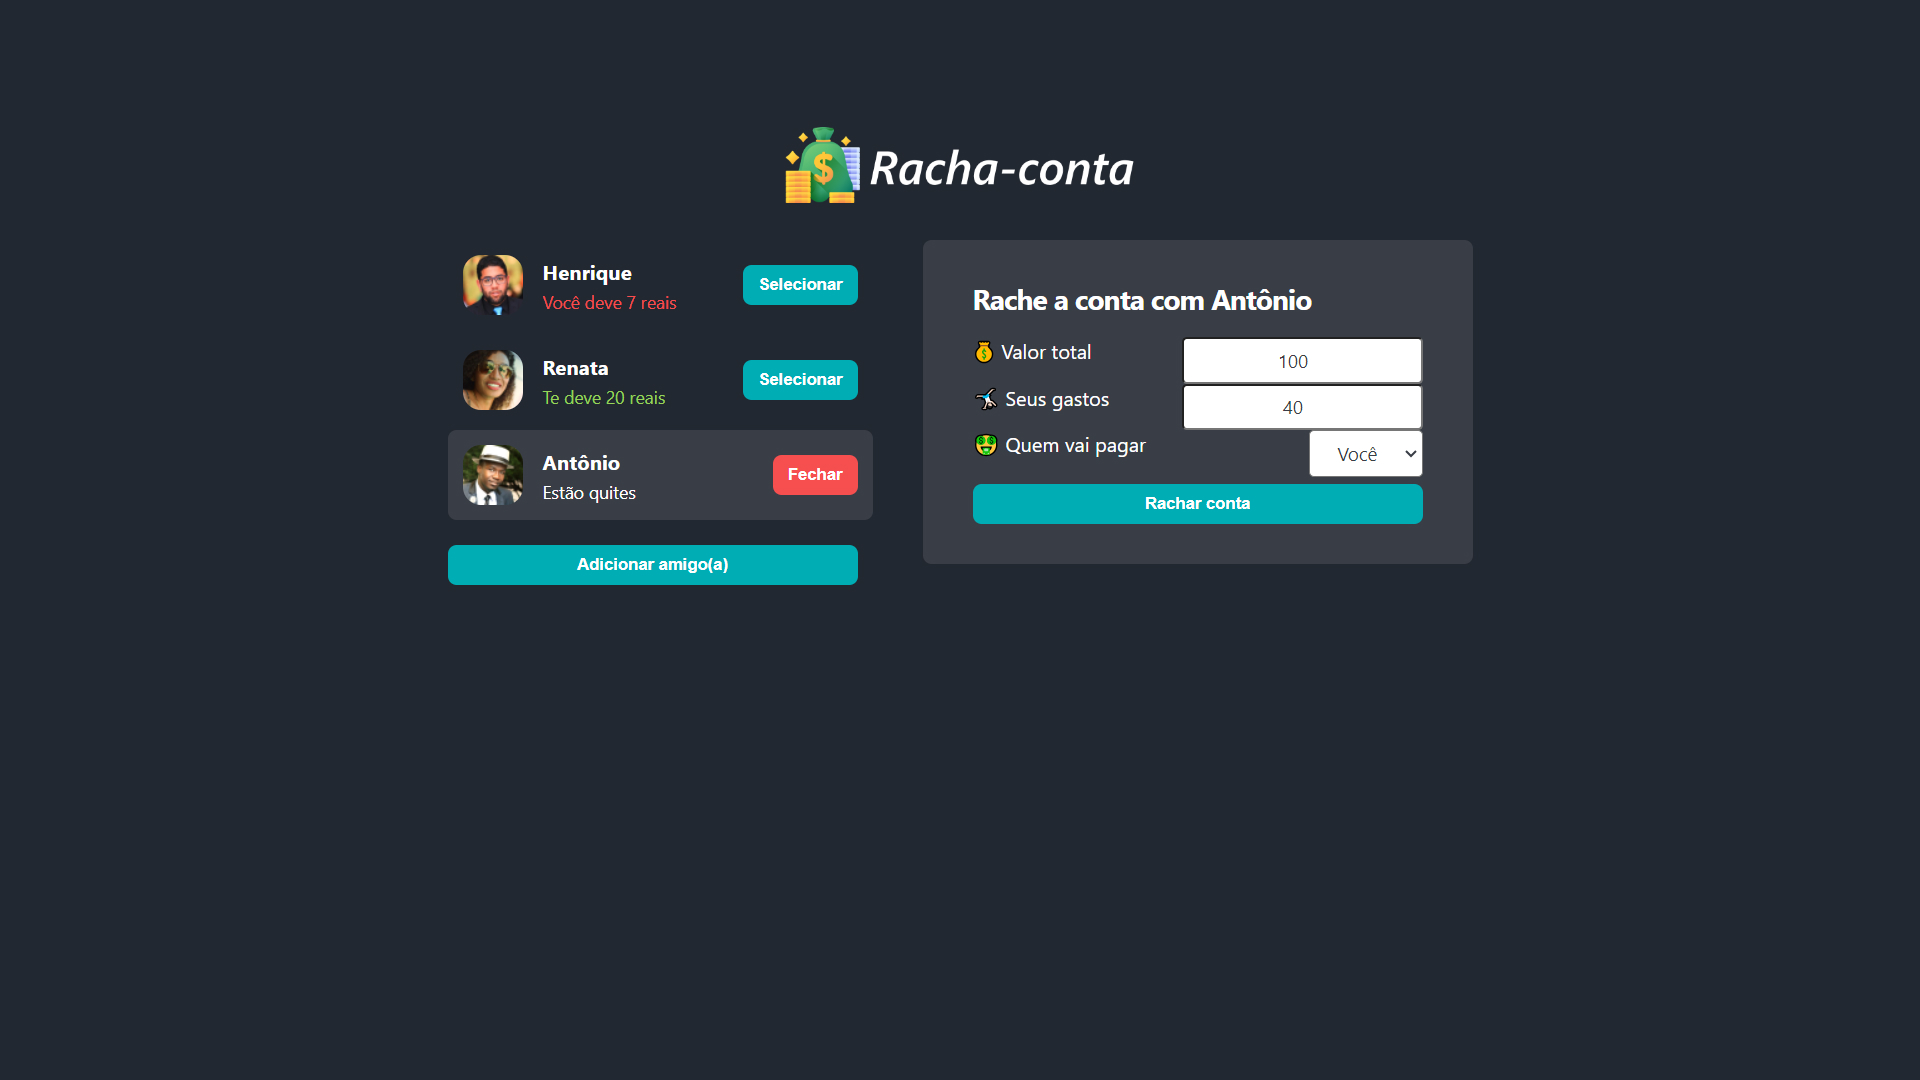 Racha-conta
Henrique
Você deve 7 reais
Selecionar
Renata
Te deve 20 reais
Selecionar
Antônio
Estão quites
Fechar
Adicionar amigo(a)
Rache a conta com Antônio
Valor total
100
Seus gastos
40
Quem vai pagar
Você
Rachar conta